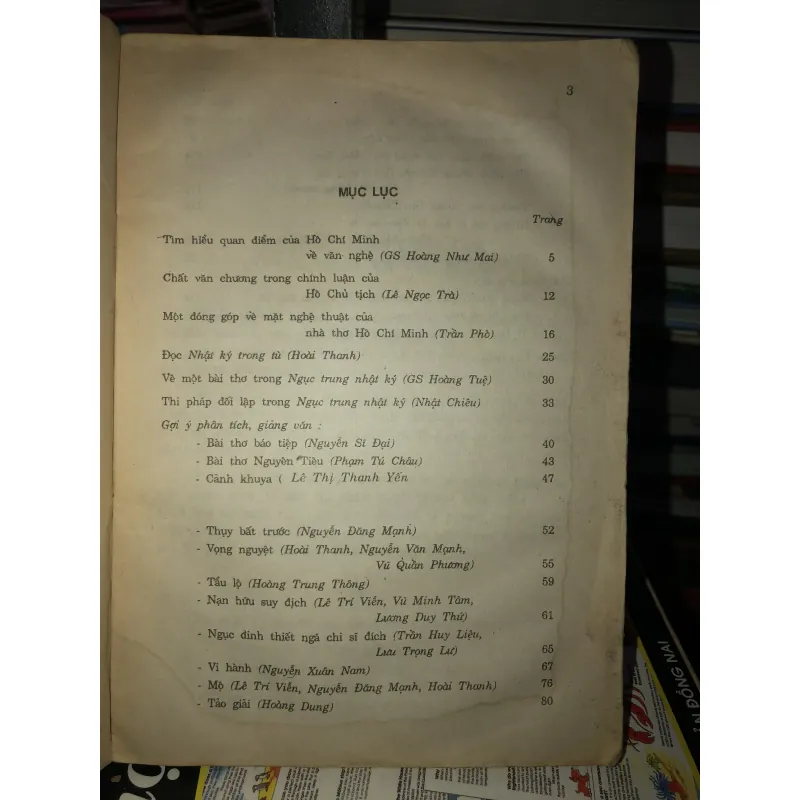 3
MỤC LỤC
Trang
Tìm hiểu quan điểm của Hồ Chí Minh
về văn nghệ (GS Hoàng Như Mai) 5
Chất văn chương trong chính luận của
Hồ Chủ tịch (Lê Ngọc Trà) 12
Một đóng góp về mặt nghệ thuật của
nhà thơ Hồ Chí Minh (Trần Phò) 16
Đọc Nhật ký trong tù (Hoài Thanh) 25
Về một bài thơ trong Ngục trung nhật ký (GS Hoàng Tuệ) 30
Thi pháp đối lập trong Ngục trung nhật ký (Nhật Chiêu) 33
Gợi ý phân tích, giảng văn :
- Bài thơ báo tiệp (Nguyễn Sĩ Đại) 40
- Bài thơ Nguyên Tiêu (Phạm Tú Châu) 43
- Cảnh khuya ( Lê Thị Thanh Yến 47
- Thụy bất trước (Nguyễn Đăng Mạnh) 52
- Vọng nguyệt (Hoài Thanh, Nguyễn Văn Mạnh,
Vũ Quần Phương) 55
- Tẩu lộ (Hoàng Trung Thông) 59
- Nạn hữu suy địch (Lê Trí Viễn, Vũ Minh Tâm,
Lương Duy Thứ) 61
- Ngục đinh thiết ngã chi sĩ đích (Trần Huy Liệu,
Lưu Trọng Lư) 65
- Vi hành (Nguyễn Xuân Nam) 67
- Mộ (Lê Trí Viễn, Nguyễn Đăng Mạnh, Hoài Thanh) 76
- Tảo giải (Hoàng Dung) 80
ĐỒNG NAI